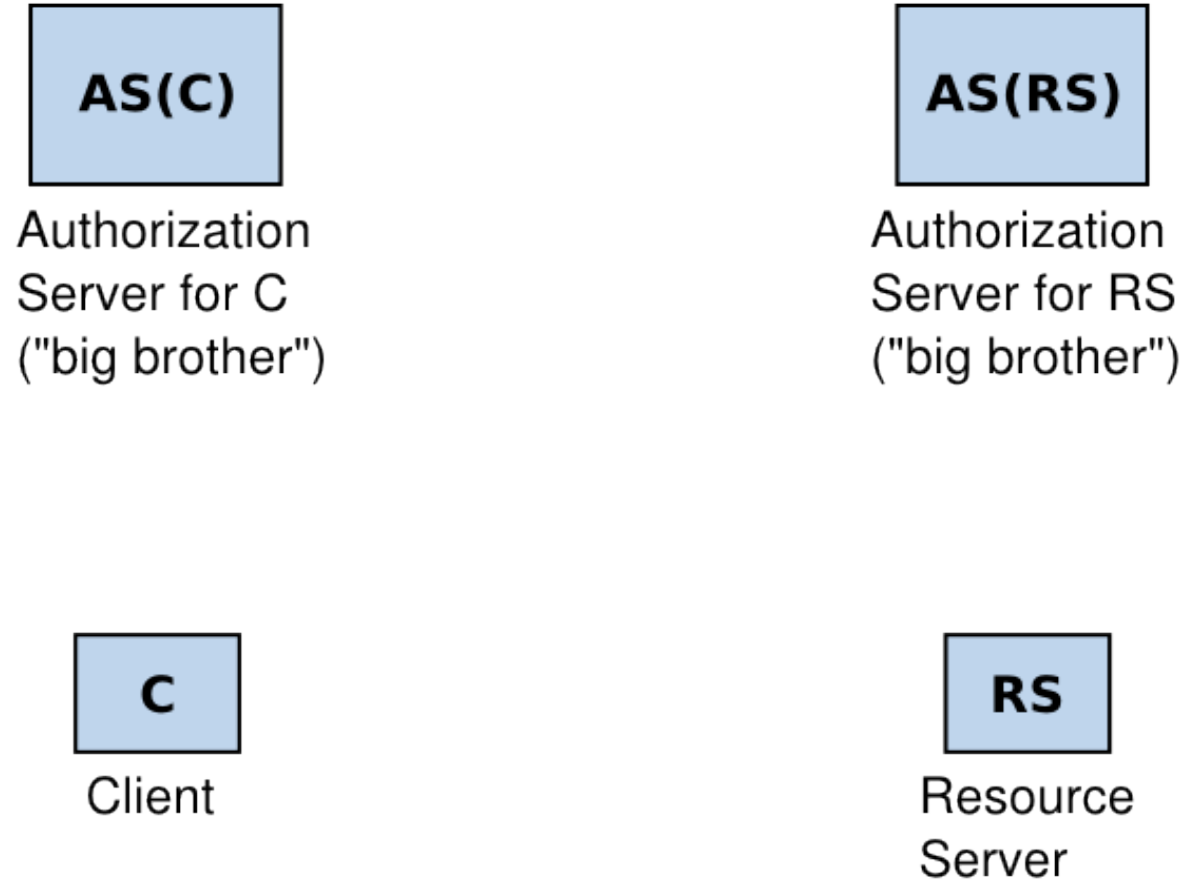 AS(C)
Authorization
Server for C
("big brother")
AS(RS)
Authorization
Server for RS
("big brother")
C
Client
RS
Resource
Server